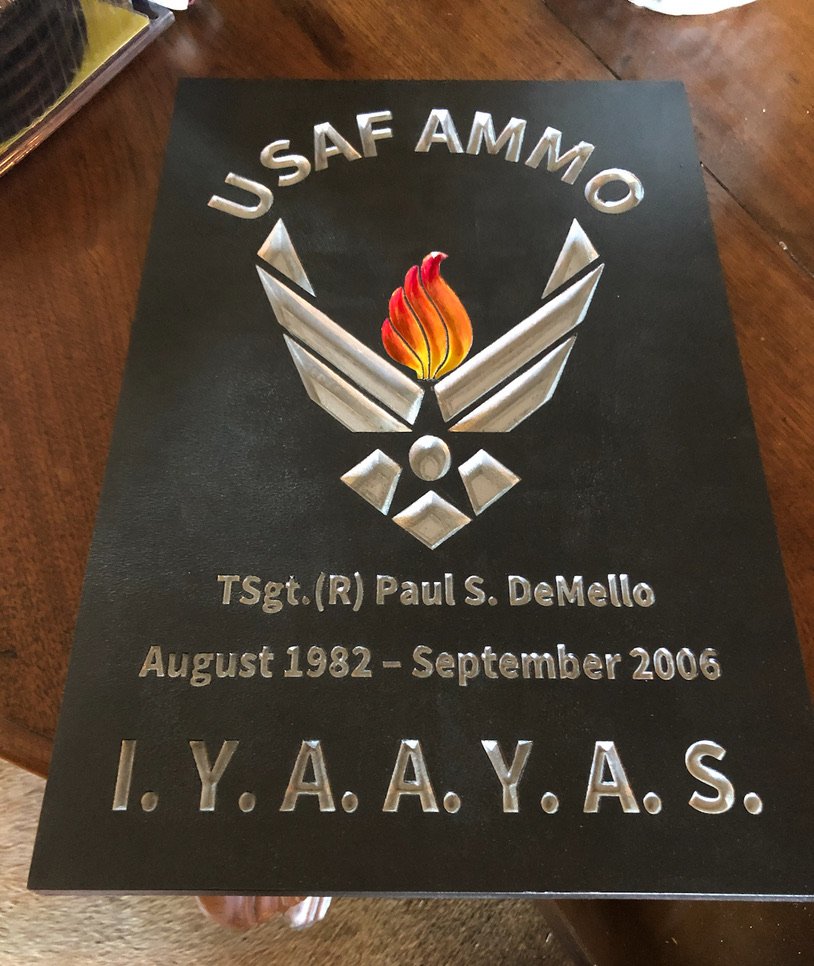 USAF AMMO
TSgt.(R) Paul S. DeMello
August 1982 – September 2006
I. Y. A. A. Y. A. S.